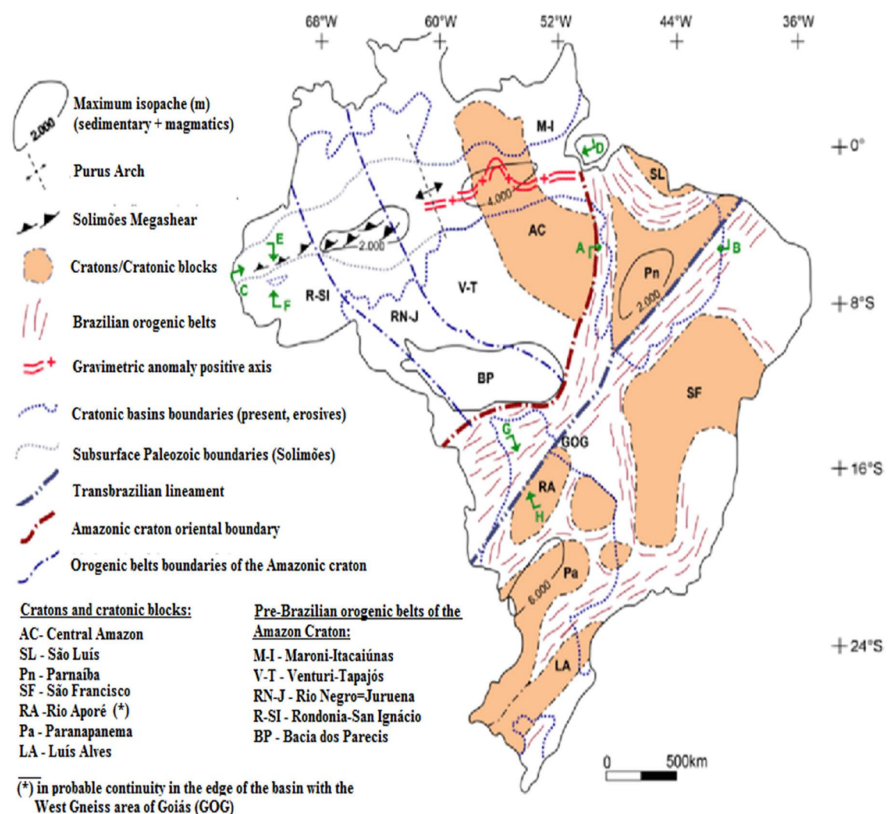 68°W 60°W 52°W 44°W 36°W
2.000
Maximum isopache (m)
(sedimentary + magmatics)
Purus Arch
Solimões Megashear
Cratons/Cratonic blocks
Brazilian orogenic belts
Gravimetric anomaly positive axis
Cratonic basins boundaries (present, erosives)
Subsurface Paleozoic boundaries (Solimões)
Transbrazilian lineament
Amazonic craton oriental boundary
Orogenic belts boundaries of the Amazonic craton
M-I
D
0°
SL
4.000
E
2.000
AC
A
B
Pn
C
F
R-SI
V-T
2.000
8°S
RN-J
BP
SF
G
GOG
16°S
RA
H
Pa
6.000
24°S
LA
0 500km
Cratons and cratonic blocks:
AC- Central Amazon
SL - São Luís
Pn - Parnaíba
SF - São Francisco
RA -Rio Aporé (*)
Pa - Paranapanema
LA - Luís Alves
Pre-Brazilian orogenic belts of the
Amazon Craton:
M-I - Maroni-Itacaiúnas
V-T - Venturi-Tapajós
RN-J - Rio Negro=Juruena
R-SI - Rondonia-San Ignácio
BP - Bacia dos Parecis
(*) in probable continuity in the edge of the basin with the
West Gneiss area of Goiás (GOG)